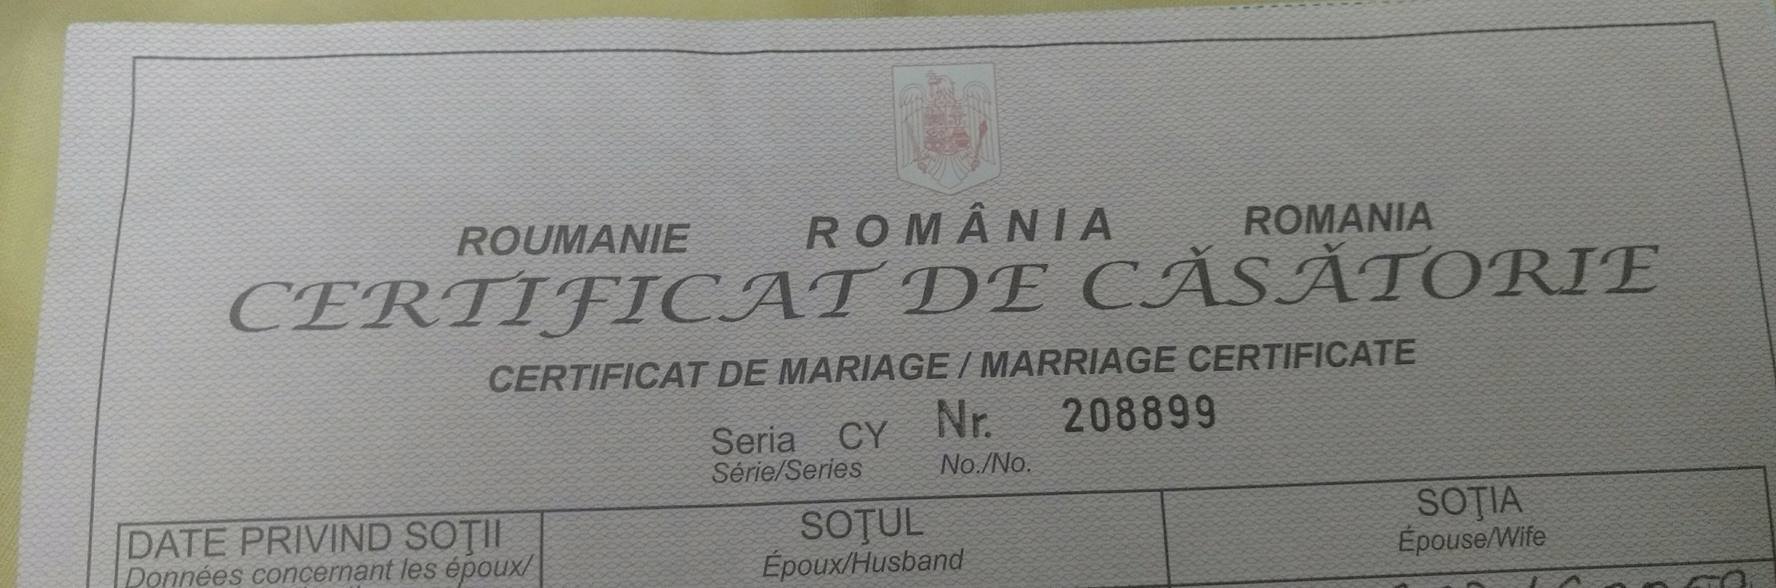 ROUMANIE ROMÂNIA ROMANIA
CERTIFICAT DE CĂSĂTORIE
CERTIFICAT DE MARIAGE / MARRIAGE CERTIFICATE
Seria CY Nr. 208899
Série/Series No./No.
DATE PRIVIND SOŢII SOŢUL SOŢIA
Données concernant les époux/ Époux/Husband Épouse/Wife